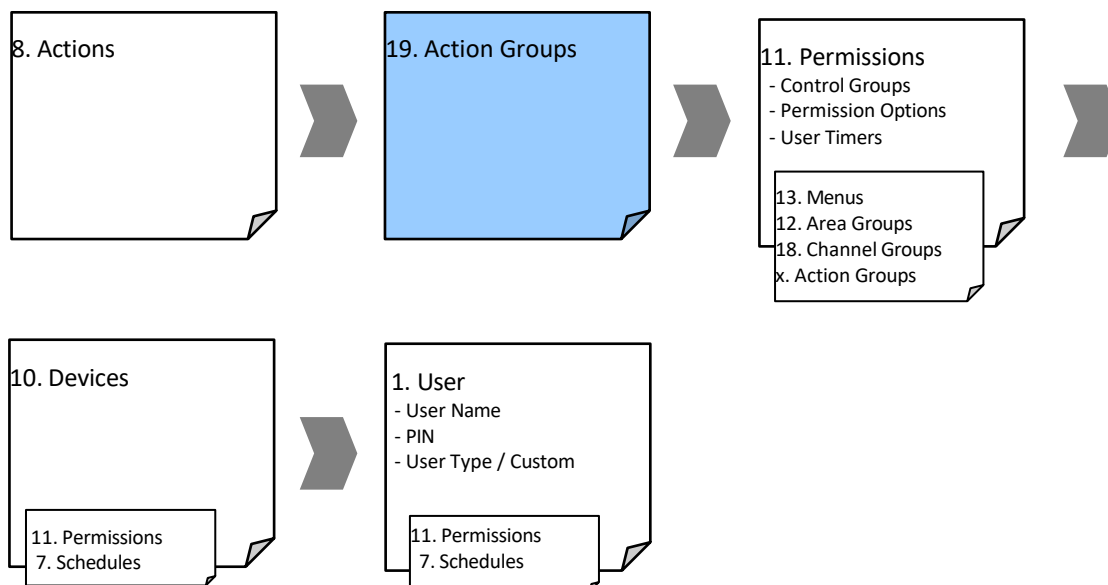 8. Actions
19. Action Groups
11. Permissions
- Control Groups
- Permission Options
- User Timers
13. Menus
12. Area Groups
18. Channel Groups
x. Action Groups
10. Devices
11. Permissions
7. Schedules
1. User
- User Name
- PIN
- User Type / Custom
11. Permissions
7. Schedules